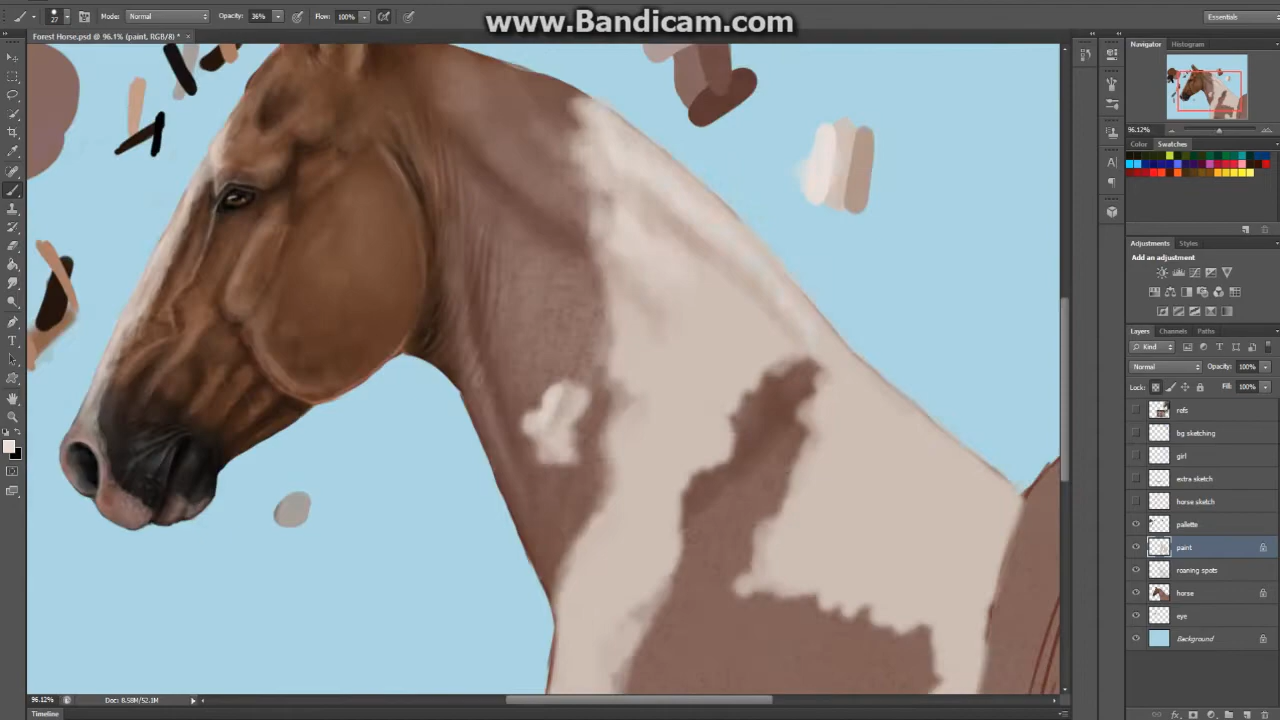 www.Bandicam.com
27 Mode: Normal Opacity: 36% Flow: 100% Essentials
Forest Horse.psd @ 96.1% (paint, RGB/8) * ×
Navigator Histogram
96.12%
Color Swatches
Adjustments Styles
Add an adjustment
Layers Channels Paths
Kind
Normal Opacity: 100%
Lock: Fill: 100%
refs
bg sketching
girl
extra sketch
horse sketch
pallette
paint
roaning spots
horse
eye
Background
96.12% Doc: 8.58M/52.1M
Timeline